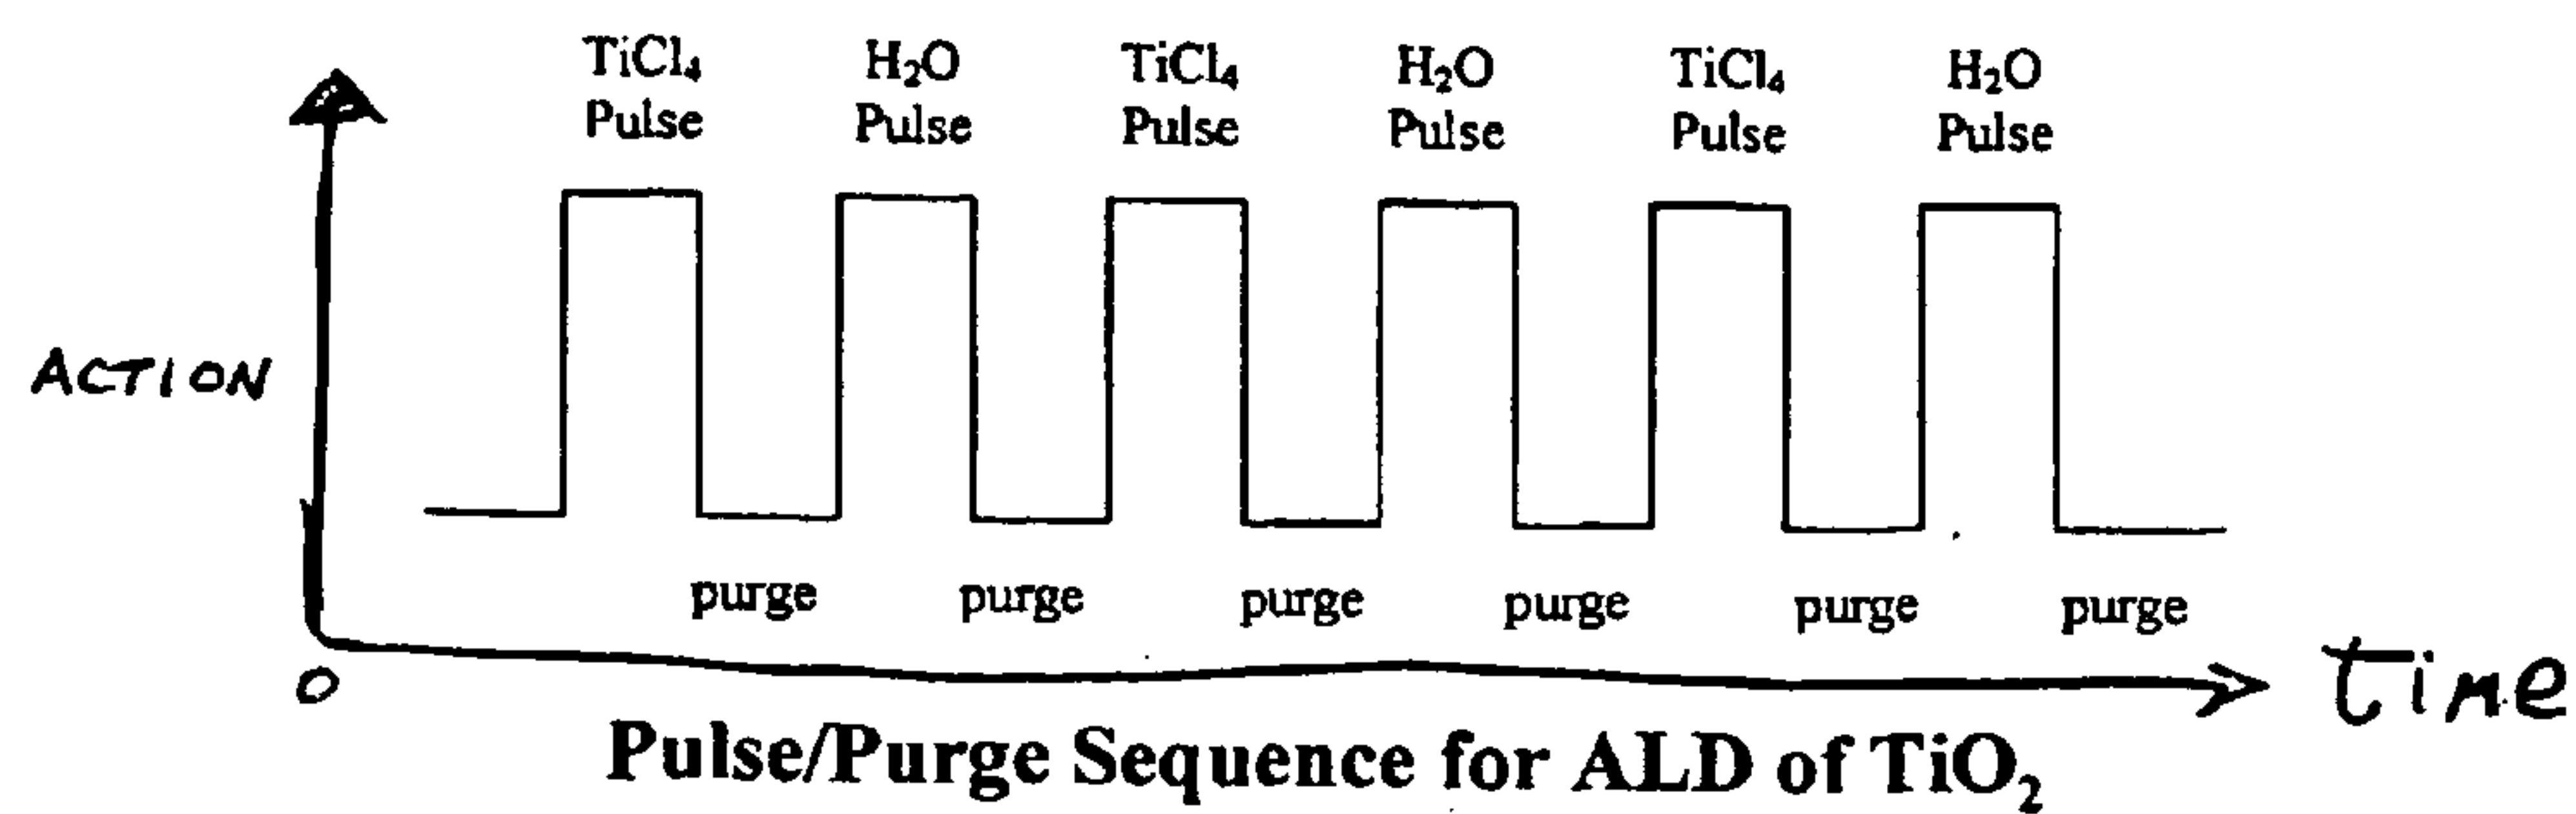 TiCl₄ H₂O TiCl₄ H₂O TiCl₄ H₂O
Pulse Pulse Pulse Pulse Pulse Pulse
ACTION
purge purge purge purge purge purge
0
time
Pulse/Purge Sequence for ALD of TiO₂